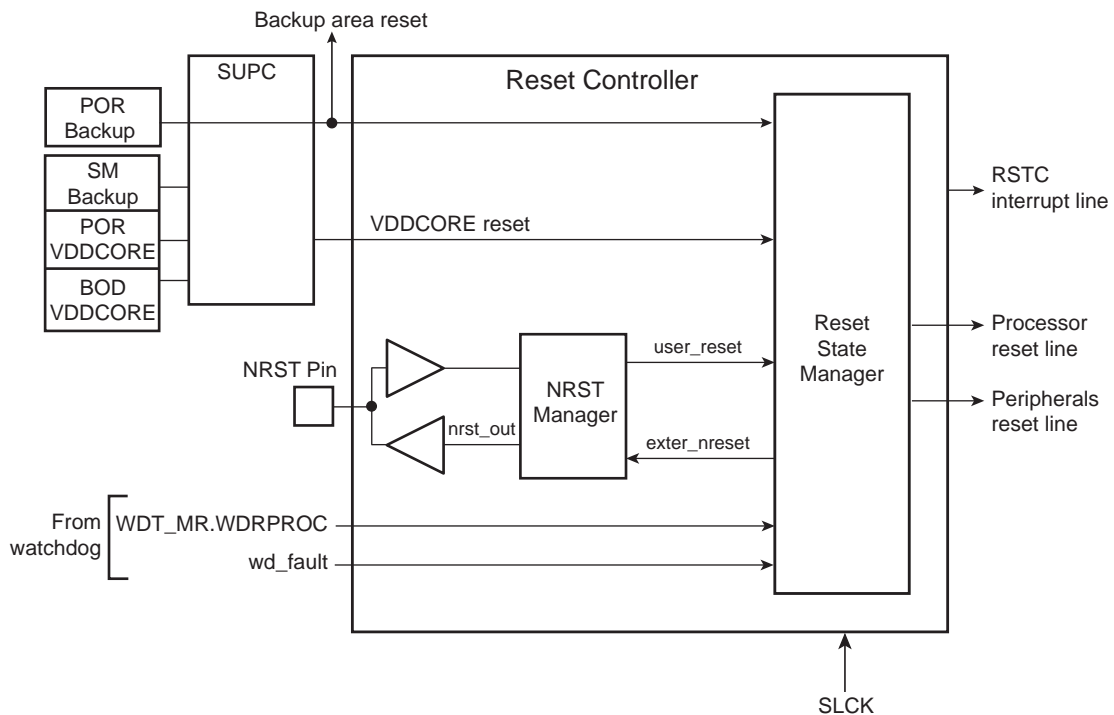 Backup area reset
SUPC
Reset Controller
POR
Backup
SM
Backup
POR
VDDCORE
BOD
VDDCORE
VDDCORE reset
RSTC
interrupt line
Reset
State
Manager
Processor
reset line
Peripherals
reset line
NRST Pin
NRST
Manager
user_reset
nrst_out
exter_nreset
From
watchdog
WDT_MR.WDRPROC
wd_fault
SLCK